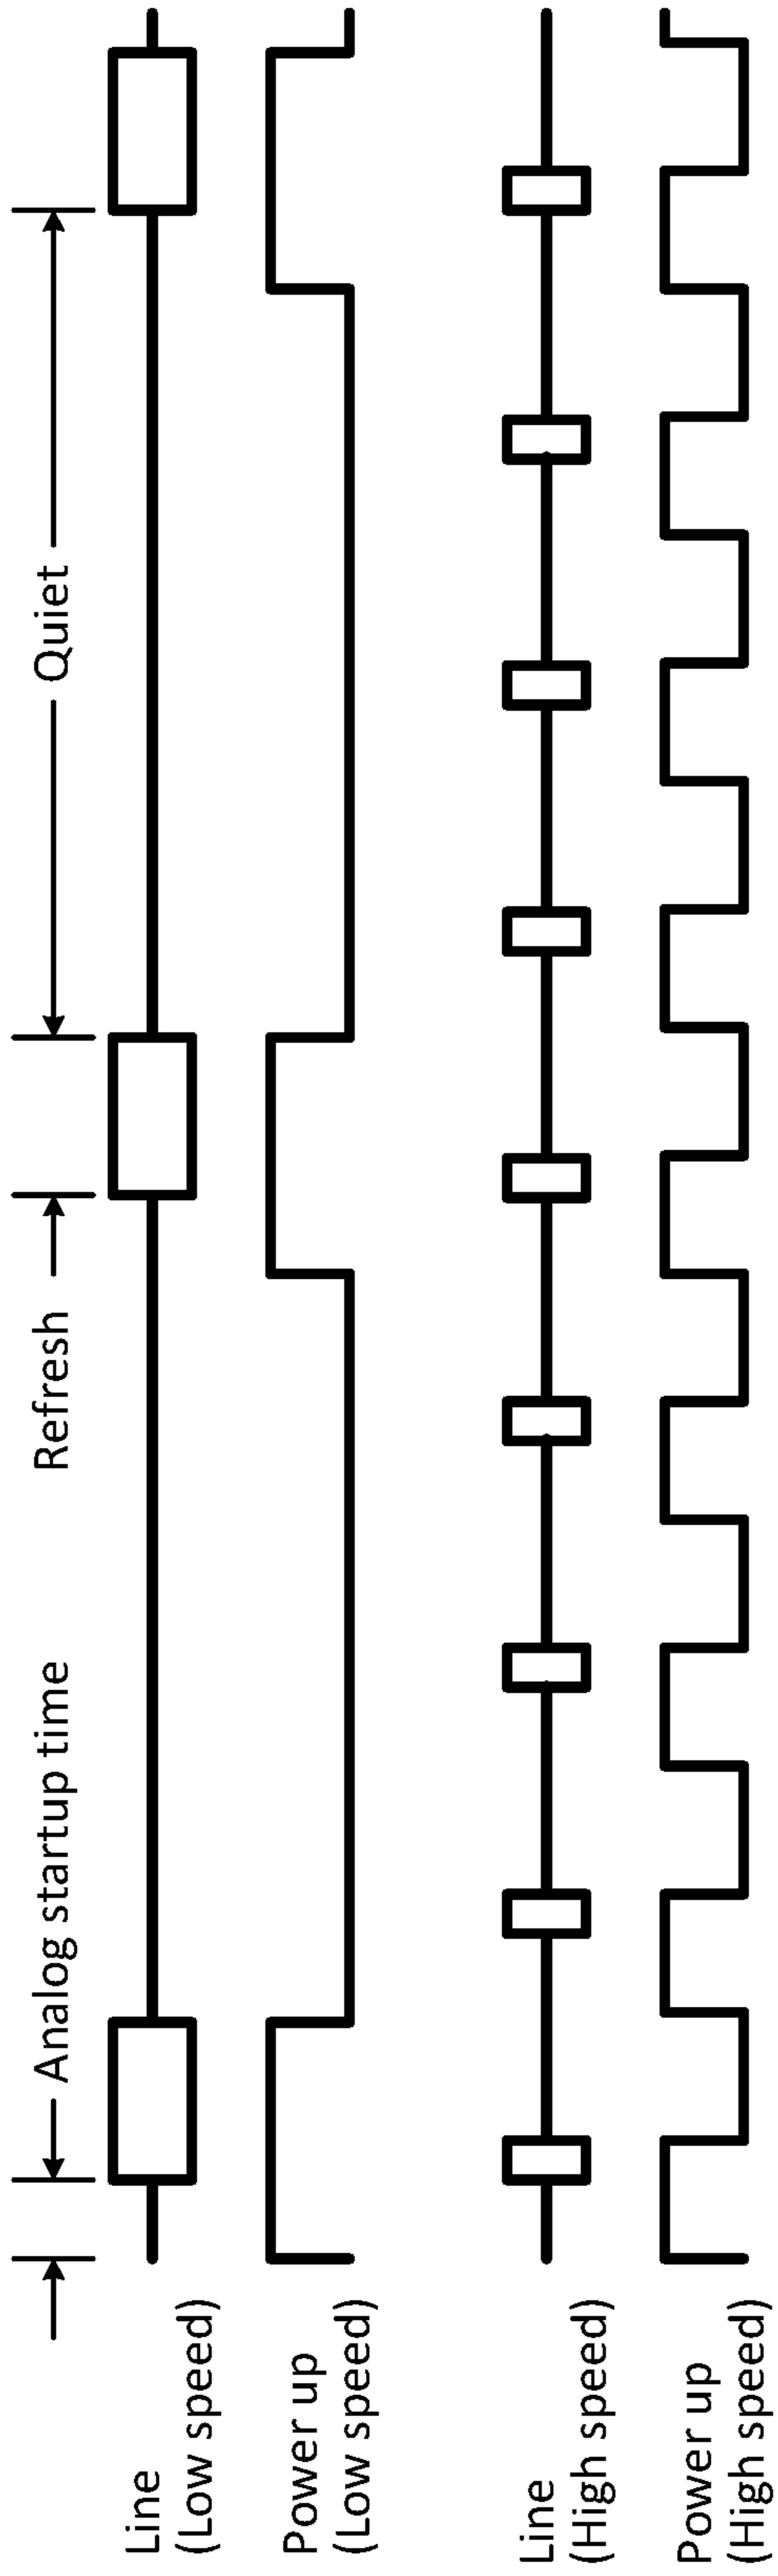 Analog startup time
Refresh
Quiet
Line
(Low speed)
Power up
(Low speed)
Line
(High speed)
Power up
(High speed)